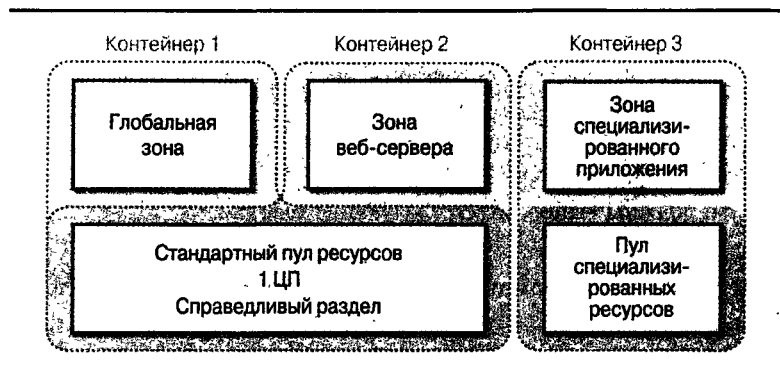 Контейнер 1
Контейнер 2
Контейнер 3
Глобальная
зона
Зона
веб-сервера
Зона
специализи-
рованного
приложения
Стандартный пул ресурсов
1 ЦП
Справедливый раздел
Пул
специализи-
рованных
ресурсов